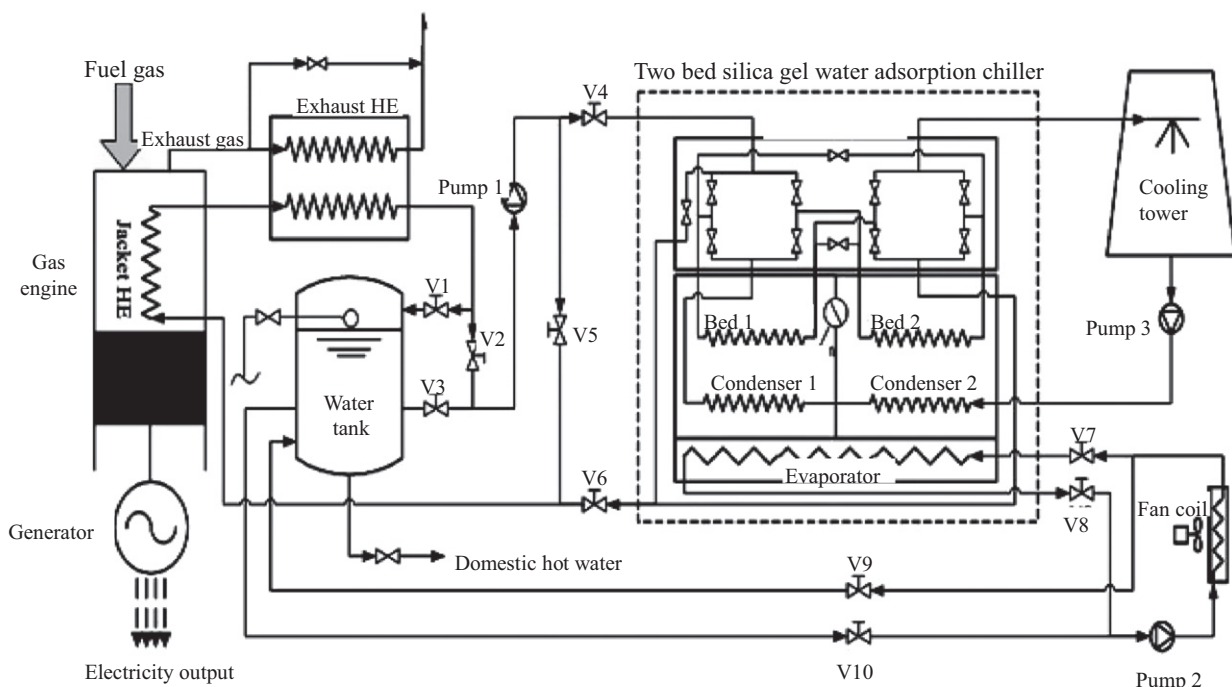 Fuel gas
Two bed silica gel water adsorption chiller
V4
Exhaust HE
Exhaust gas
Pump 1
Cooling
tower
Jacket HE
Gas
engine
V1
V2
V5
Bed 1
Bed 2
Pump 3
V3
Condenser 1
Condenser 2
Water
tank
V7
V6
Evaporator
Fan coil
V8
Generator
Domestic hot water
V9
Electricity output
V10
Pump 2